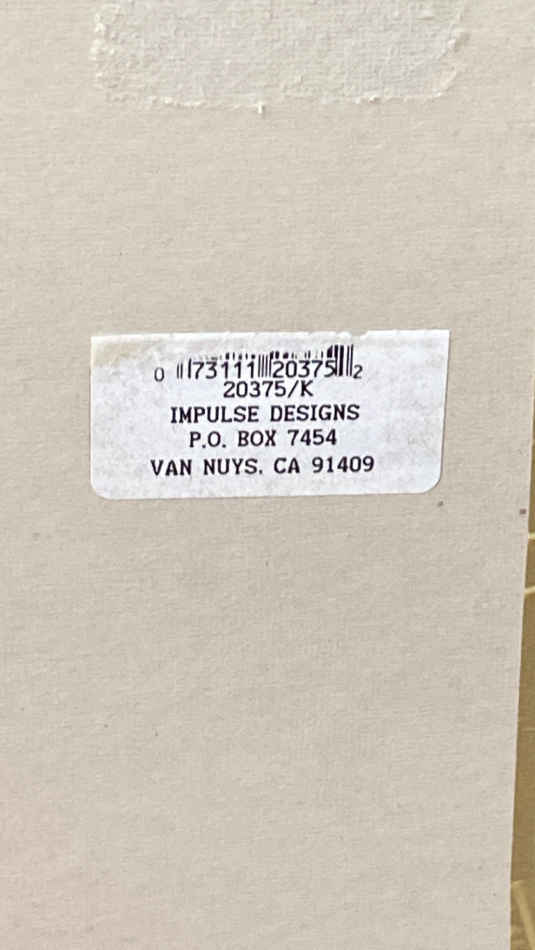 0 73111 20375 2
20375/K
IMPULSE DESIGNS
P.O. BOX 7454
VAN NUYS. CA 91409